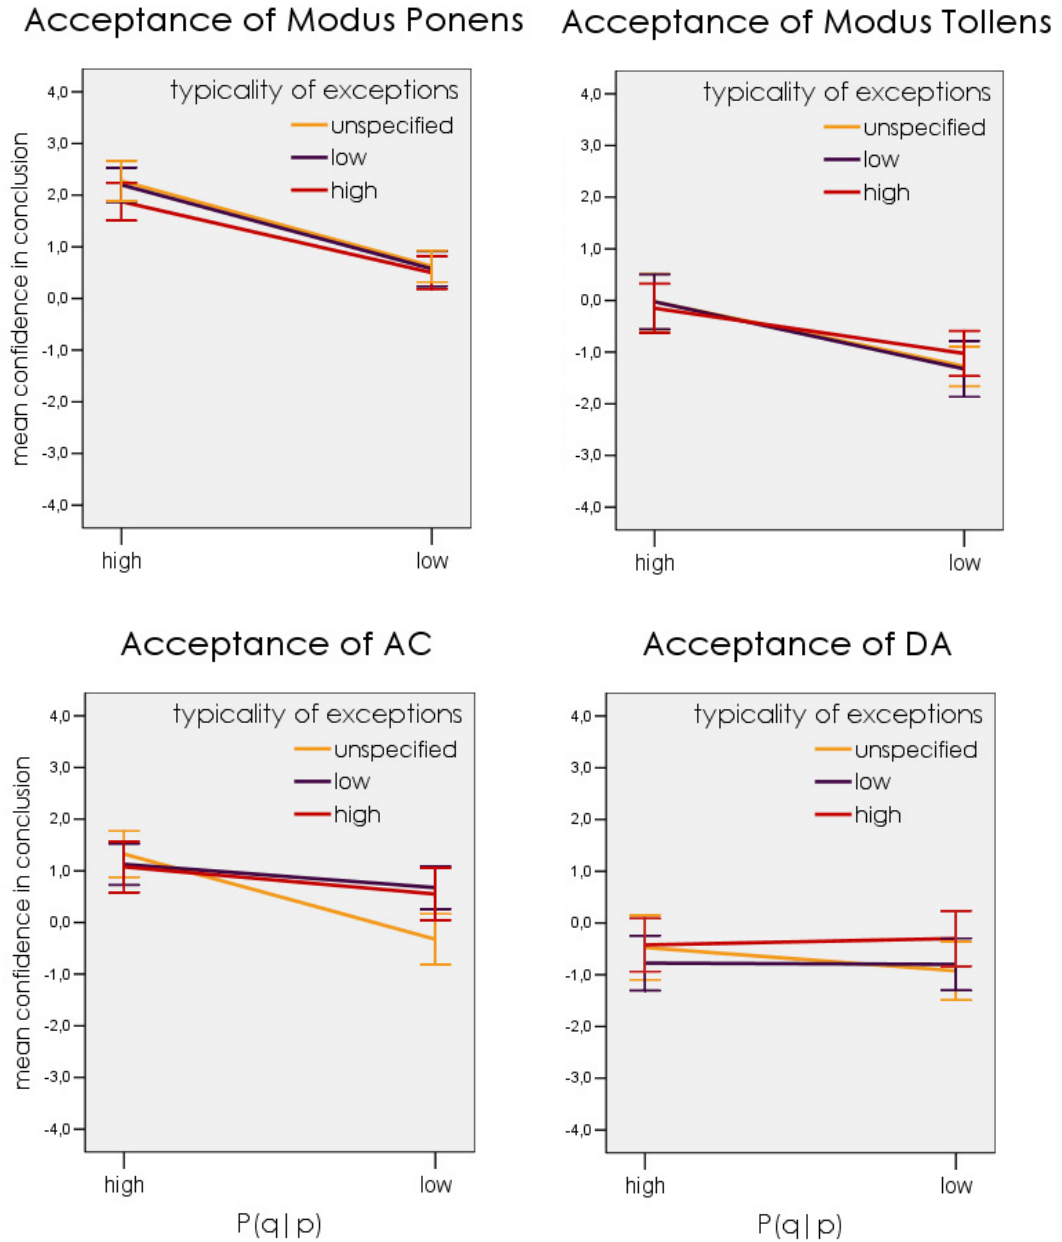 Acceptance of Modus Ponens
typicality of exceptions
unspecified
low
high
4,0
3,0
2,0
1,0
0,0
-1,0
-2,0
-3,0
-4,0
mean confidence in conclusion
high
low
Acceptance of Modus Tollens
typicality of exceptions
unspecified
low
high
4,0
3,0
2,0
1,0
0,0
-1,0
-2,0
-3,0
-4,0
high
low
Acceptance of AC
typicality of exceptions
unspecified
low
high
4,0
3,0
2,0
1,0
0,0
-1,0
-2,0
-3,0
-4,0
mean confidence in conclusion
high
low
P(q|p)
Acceptance of DA
typicality of exceptions
unspecified
low
high
4,0
3,0
2,0
1,0
0,0
-1,0
-2,0
-3,0
-4,0
high
low
P(q|p)